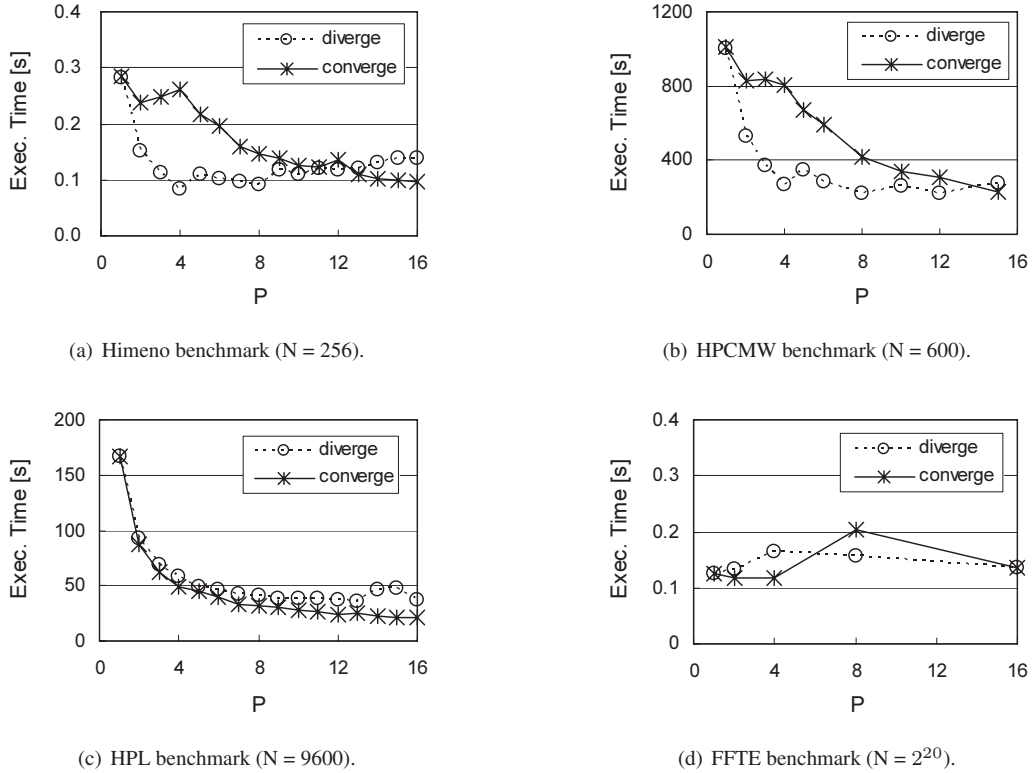 0.4
0.3
0.2
0.1
0.0
Exec. Time [s]
diverge
converge
0 4 8 12 16
P
(a) Himeno benchmark (N = 256).
1200
800
400
0
Exec. Time [s]
diverge
converge
0 4 8 12 16
P
(b) HPCMW benchmark (N = 600).
200
150
100
50
0
Exec. Time [s]
diverge
converge
0 4 8 12 16
P
(c) HPL benchmark (N = 9600).
0.4
0.3
0.2
0.1
0
Exec. Time [s]
diverge
converge
0 4 8 12 16
P
(d) FFTE benchmark (N = 2^20).